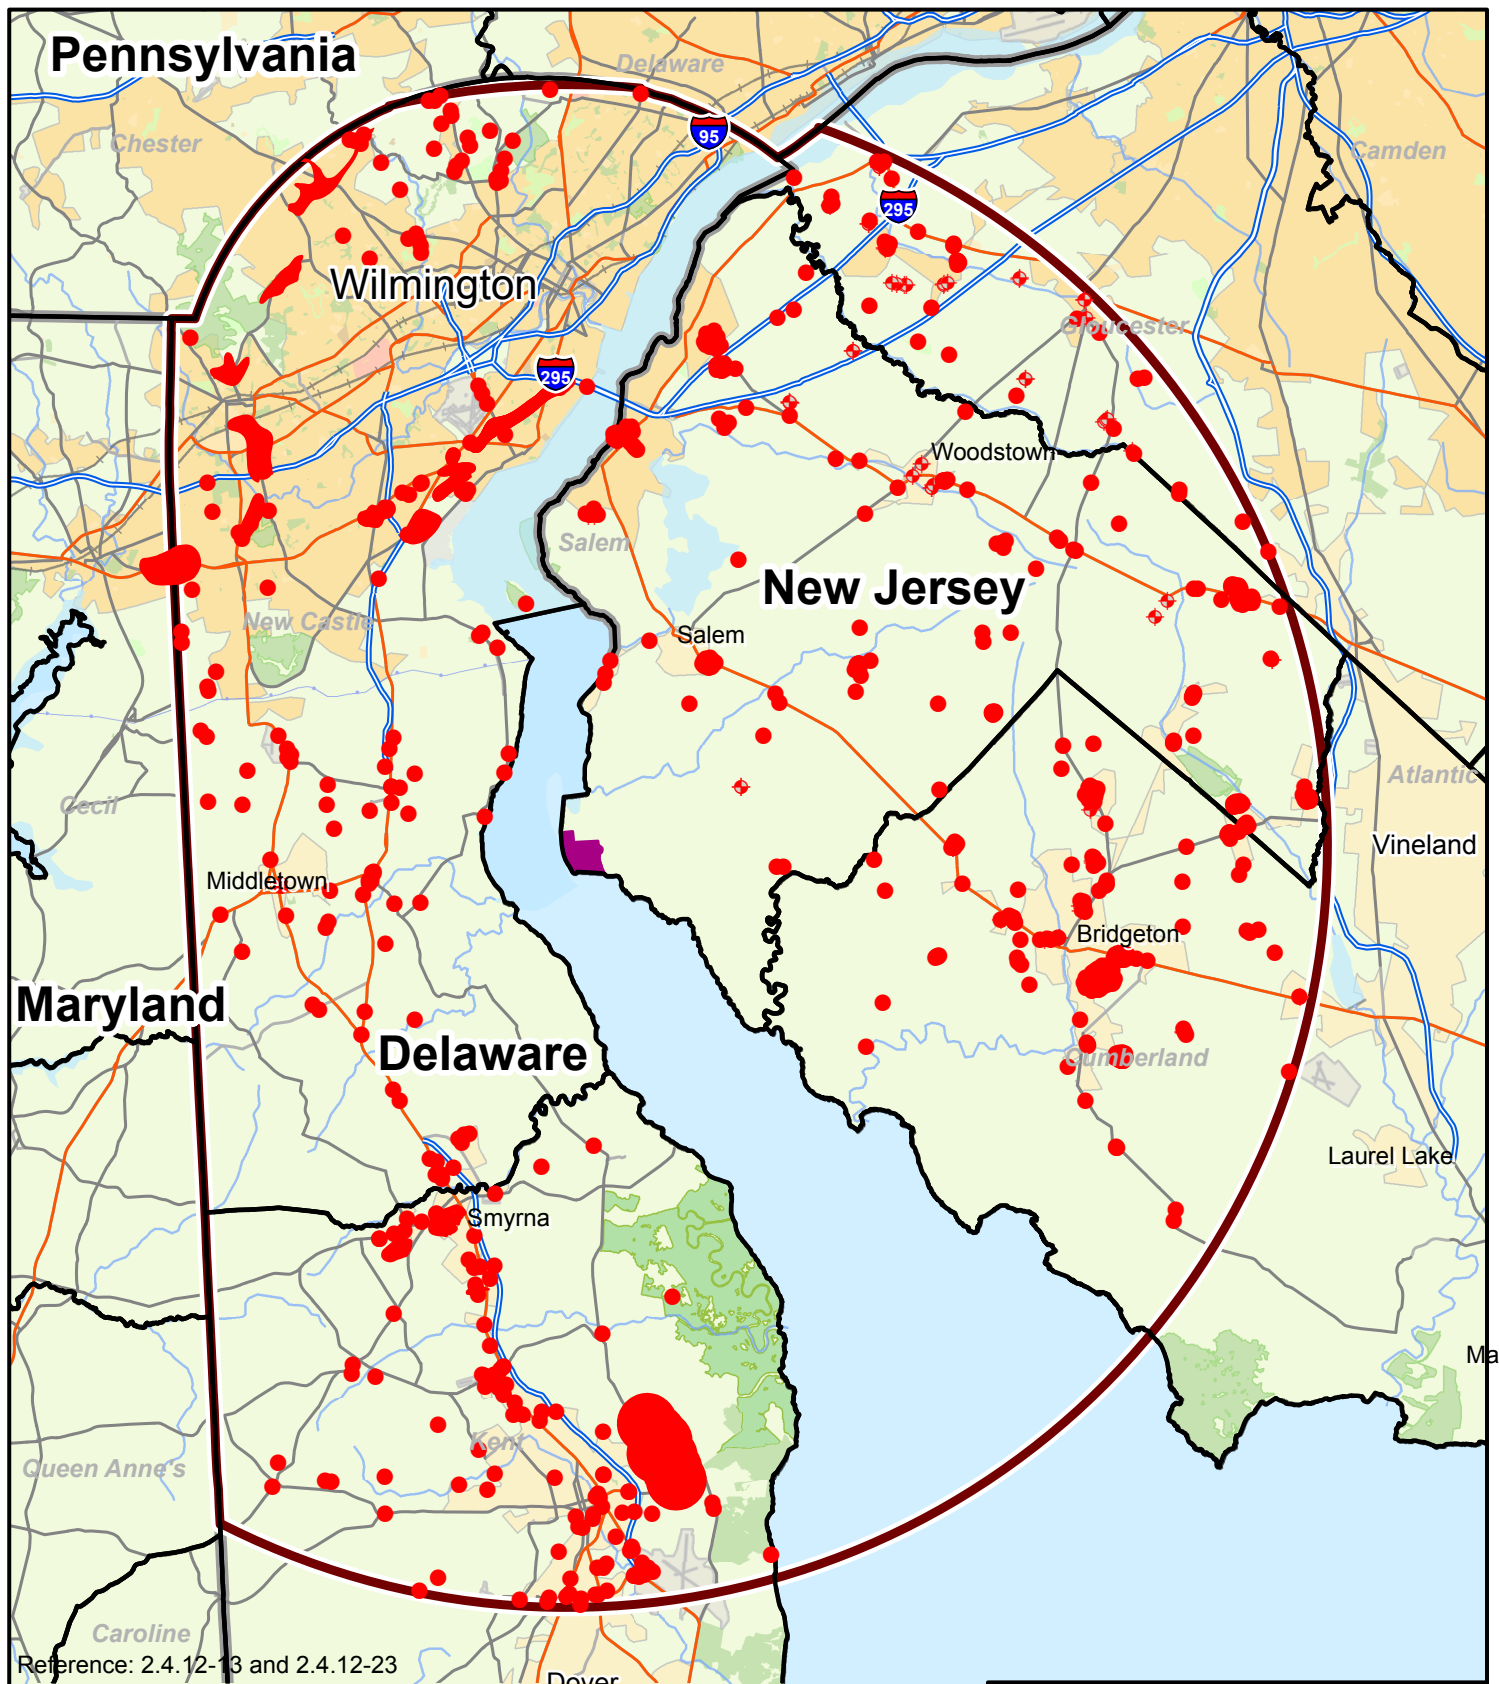 Pennsylvania
Delaware
Chester
95
Camden
295
Wilmington
Gloucester
295
Woodstown
Salem
New Jersey
New Castle
Salem
Atlantic
Cecil
Vineland
Middletown
Bridgeton
Maryland
Delaware
Cumberland
Laurel Lake
Smyrna
Ma
Kent
Queen Anne's
Caroline
Reference: 2.4.12-13 and 2.4.12-23
Dover